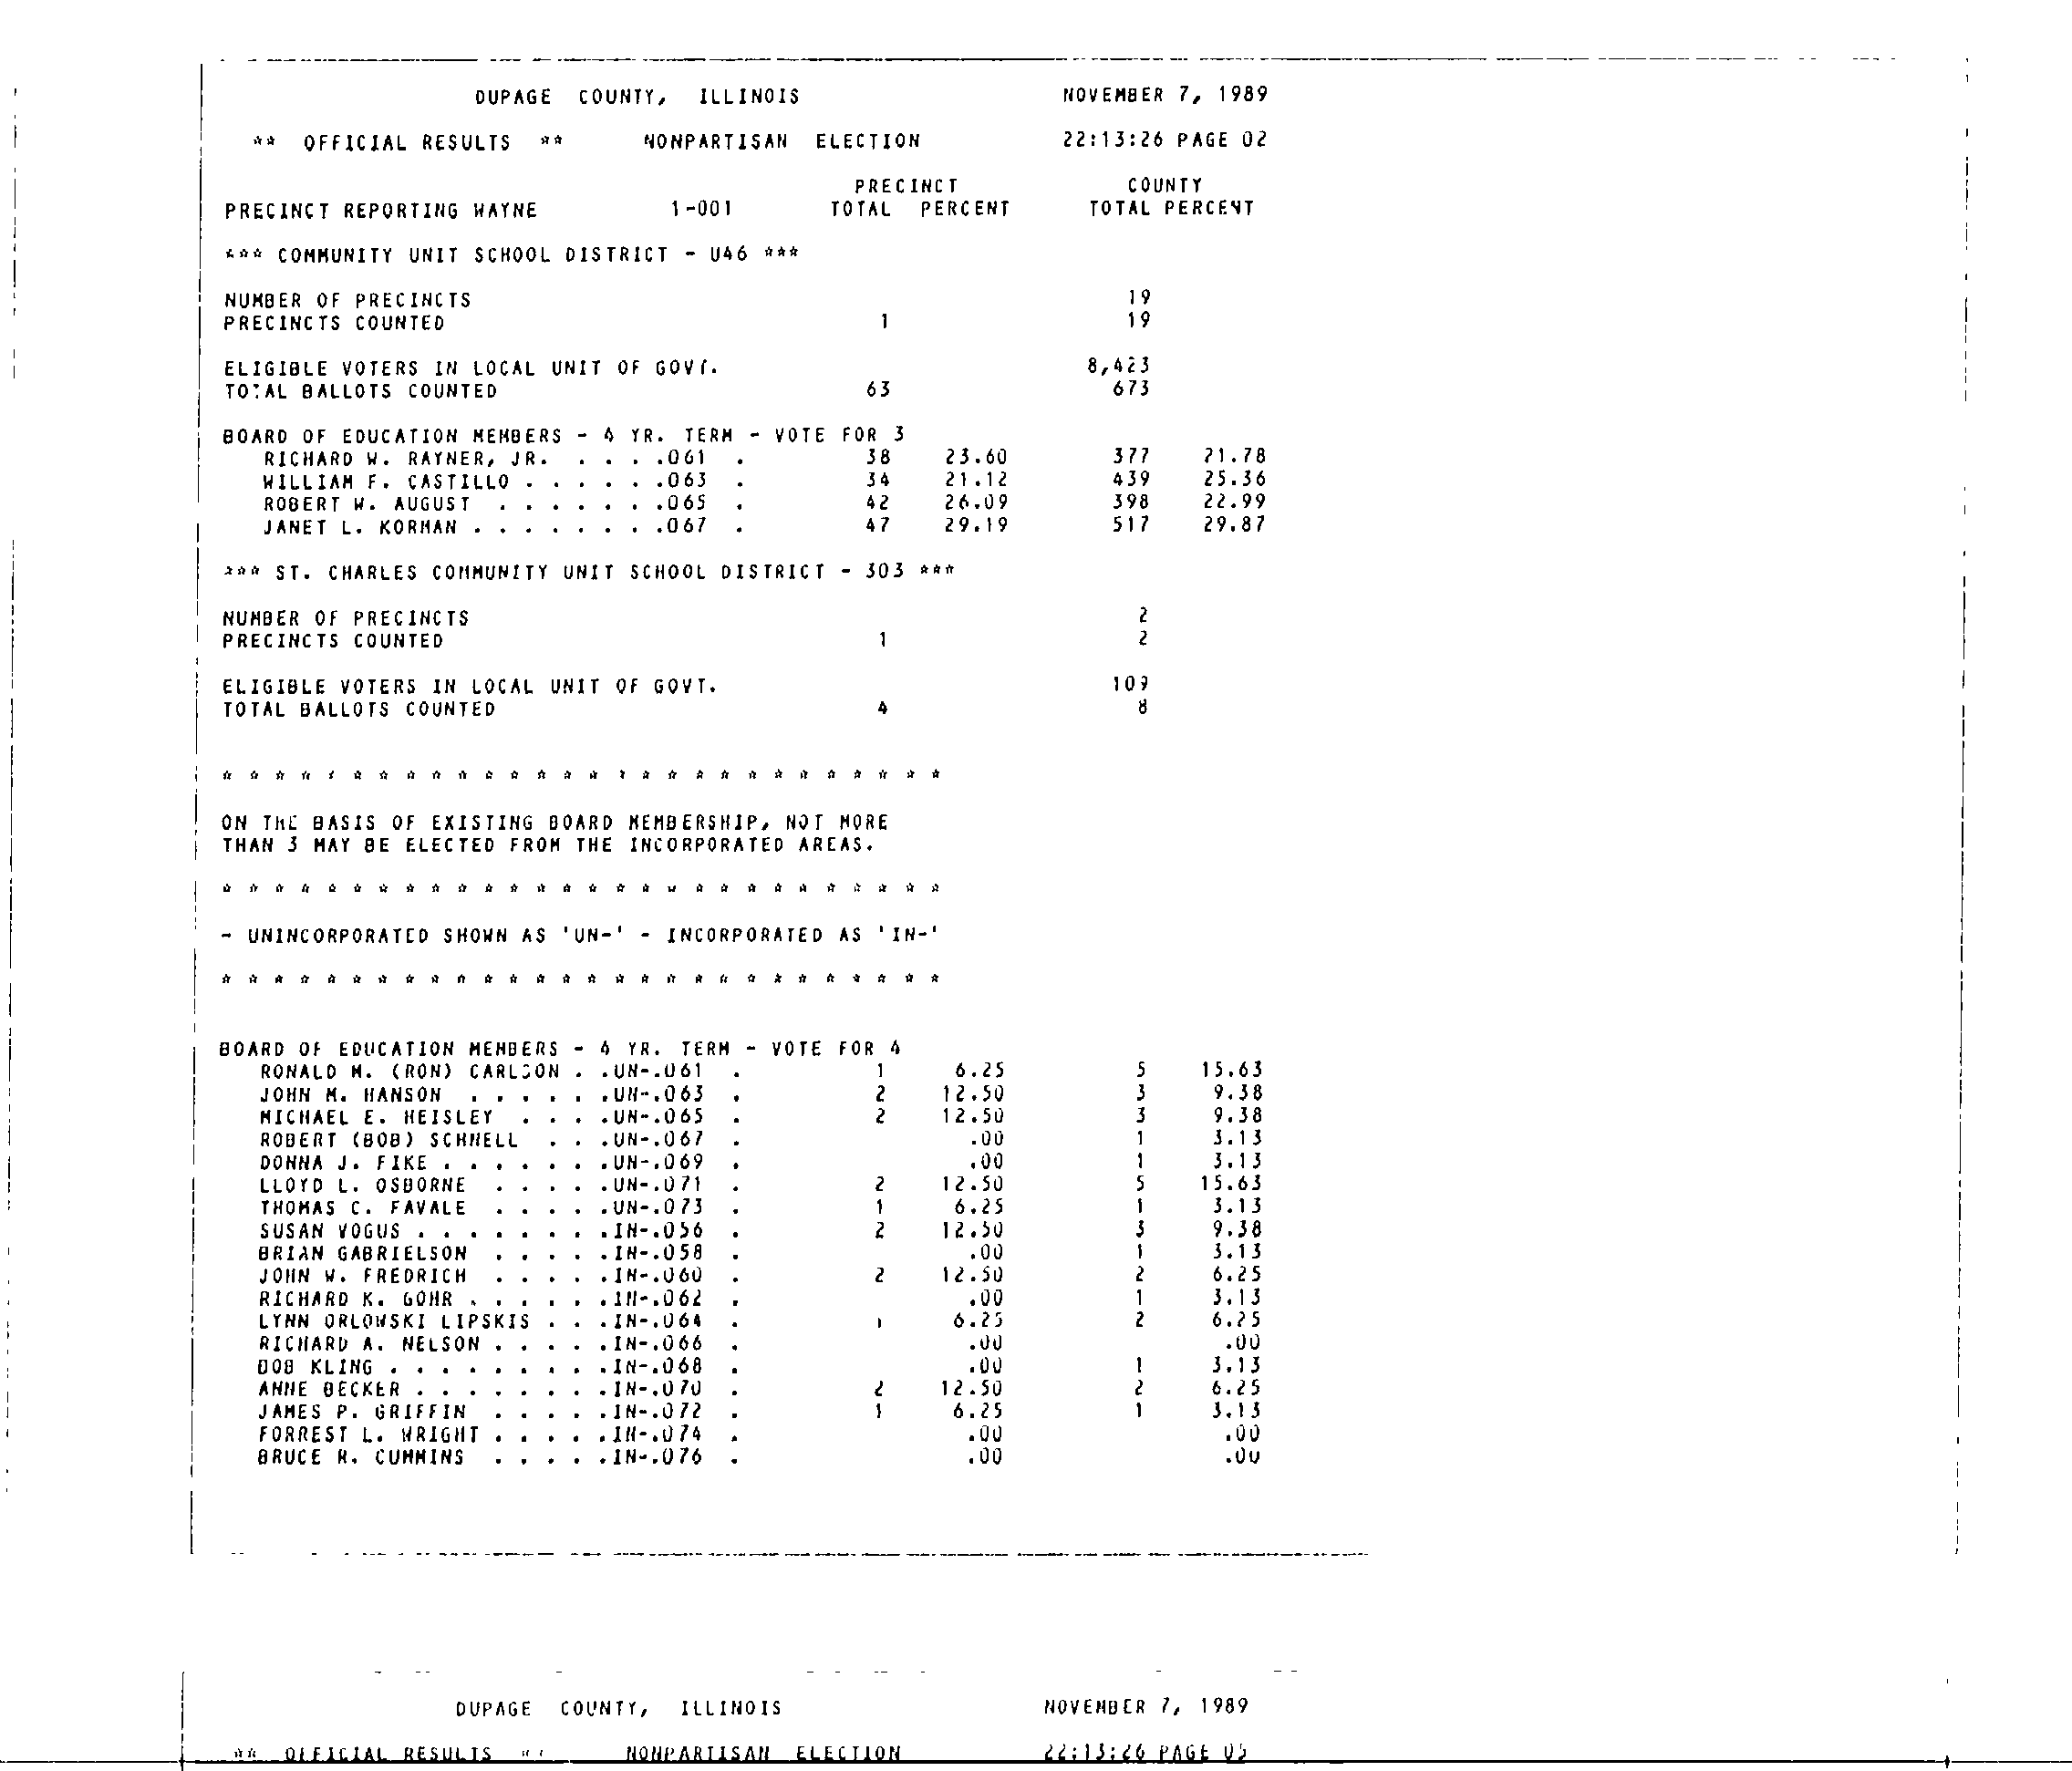 DUPAGE COUNTY, ILLINOIS NOVEMBER 7, 1989
** OFFICIAL RESULTS ** NONPARTISAN ELECTION 22:13:26 PAGE 02
PRECINCT COUNTY
PRECINCT REPORTING WAYNE 1-001 TOTAL PERCENT TOTAL PERCENT
*** COMMUNITY UNIT SCHOOL DISTRICT - U46 ***
NUMBER OF PRECINCTS 19
PRECINCTS COUNTED 1 19
ELIGIBLE VOTERS IN LOCAL UNIT OF GOVT. 8,423
TOTAL BALLOTS COUNTED 63 673
BOARD OF EDUCATION MEMBERS - 4 YR. TERM - VOTE FOR 3
RICHARD W. RAYNER, JR. . . . .061 . 38 23.60 377 21.78
WILLIAM F. CASTILLO . . . . . .063 . 34 21.12 439 25.36
ROBERT W. AUGUST . . . . . . .065 . 42 26.09 398 22.99
JANET L. KORMAN . . . . . . . .067 . 47 29.19 517 29.87
*** ST. CHARLES COMMUNITY UNIT SCHOOL DISTRICT - 303 ***
NUMBER OF PRECINCTS 2
PRECINCTS COUNTED 1 2
ELIGIBLE VOTERS IN LOCAL UNIT OF GOVT. 109
TOTAL BALLOTS COUNTED 4 8
* * * * * * * * * * * * * * * * * * * * * * * * * * * *
ON THE BASIS OF EXISTING BOARD MEMBERSHIP, NOT MORE
THAN 3 MAY BE ELECTED FROM THE INCORPORATED AREAS.
* * * * * * * * * * * * * * * * * * * * * * * * * * * *
- UNINCORPORATED SHOWN AS 'UN-' - INCORPORATED AS 'IN-'
* * * * * * * * * * * * * * * * * * * * * * * * * * * *
BOARD OF EDUCATION MEMBERS - 4 YR. TERM - VOTE FOR 4
RONALD M. (RON) CARLSON . .UN-.061 . 1 6.25 5 15.63
JOHN M. HANSON . . . . . .UN-.063 . 2 12.50 3 9.38
MICHAEL E. HEISLEY . . . .UN-.065 . 2 12.50 3 9.38
ROBERT (BOB) SCHNELL . . .UN-.067 . .00 1 3.13
DONNA J. FIKE . . . . . . .UN-.069 . .00 1 3.13
LLOYD L. OSBORNE . . . . .UN-.071 . 2 12.50 5 15.63
THOMAS C. FAVALE . . . . .UN-.073 . 1 6.25 1 3.13
SUSAN VOGUS . . . . . . . .IN-.056 . 2 12.50 3 9.38
BRIAN GABRIELSON . . . . .IN-.058 . .00 1 3.13
JOHN W. FREDRICH . . . . .IN-.060 . 2 12.50 2 6.25
RICHARD K. GOHR . . . . . .IN-.062 . .00 1 3.13
LYNN ORLOWSKI LIPSKIS . . .IN-.064 . 1 6.25 2 6.25
RICHARD A. NELSON . . . . .IN-.066 . .00 .00
BOB KLING . . . . . . . . .IN-.068 . .00 1 3.13
ANNE BECKER . . . . . . . .IN-.070 . 2 12.50 2 6.25
JAMES P. GRIFFIN . . . . .IN-.072 . 1 6.25 1 3.13
FORREST L. WRIGHT . . . . .IN-.074 . .00 .00
BRUCE R. CUMMINS . . . . .IN-.076 . .00 .00
DUPAGE COUNTY, ILLINOIS NOVEMBER 7, 1989
** OFFICIAL RESULTS ** NONPARTISAN ELECTION 22:13:26 PAGE